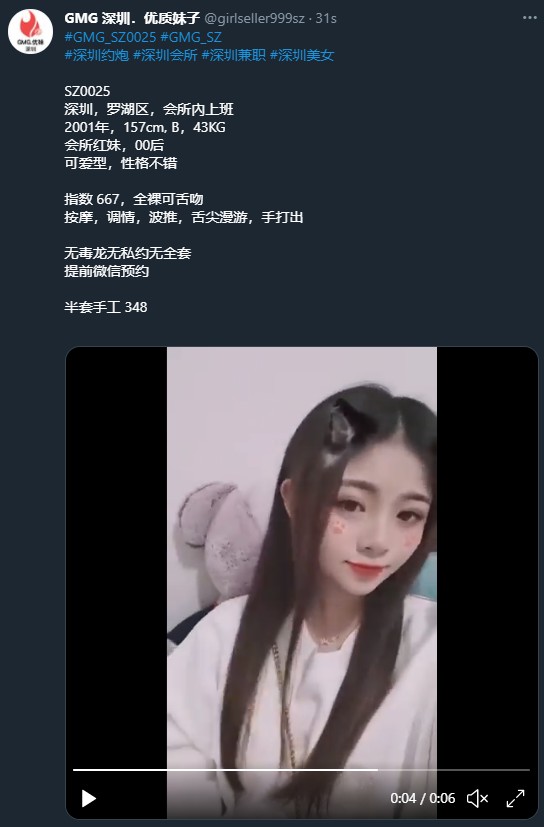 GMG 深圳．优质妹子 @girlseller999sz · 31s
GMG 优妹
深圳
#GMG_SZ0025 #GMG_SZ
#深圳约炮 #深圳会所 #深圳兼职 #深圳美女
SZ0025
深圳，罗湖区，会所内上班
2001年，157cm, B，43KG
会所红妹，00后
可爱型，性格不错
指数 667，全裸可舌吻
按摩，调情，波推，舌尖漫游，手打出
无毒龙无私约无全套
提前微信预约
半套手工 348
0:04 / 0:06